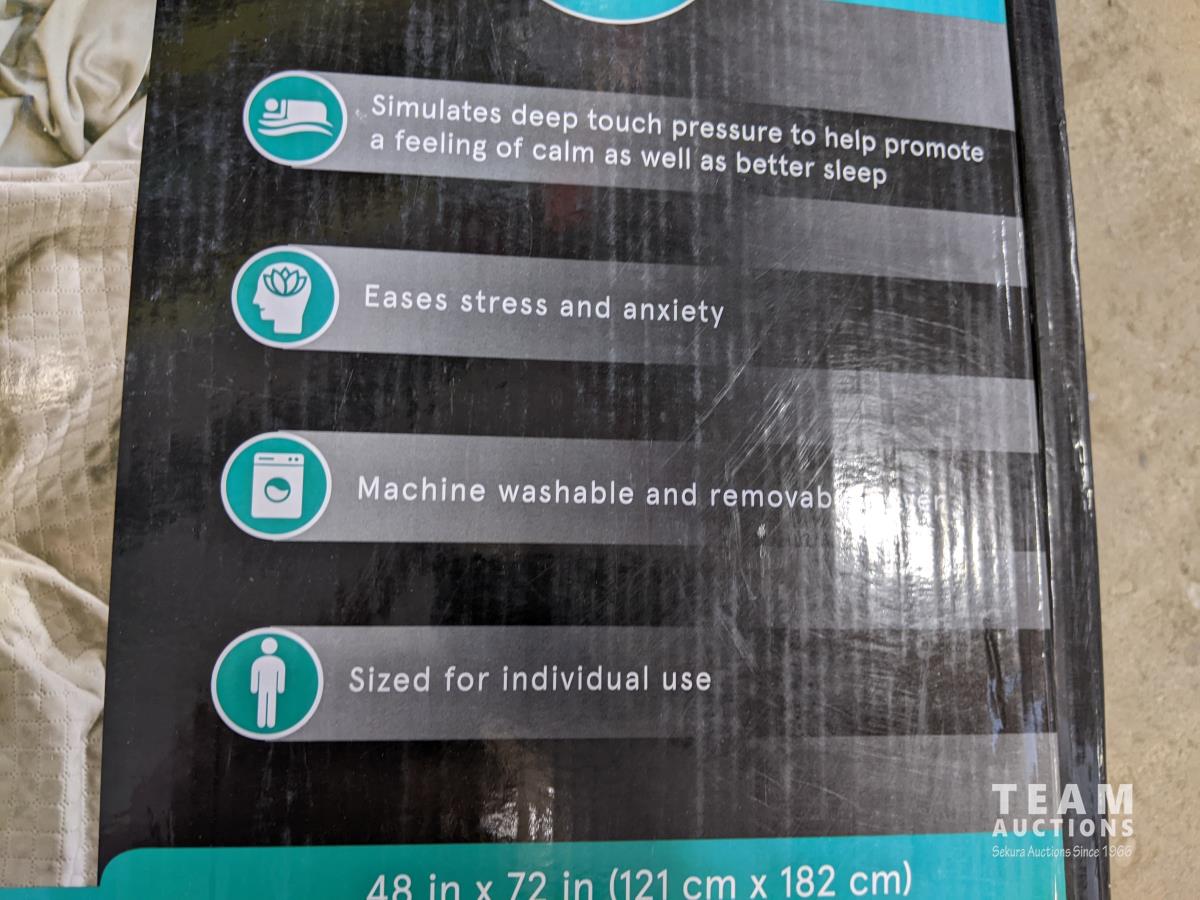 Simulates deep touch pressure to help promote
a feeling of calm as well as better sleep
Eases stress and anxiety
Machine washable and
Sized for individual use
48 in x 72 in (121 cm x 182 cm)
TEAM
AUCTIONS
Sekura Auctions Since 1966